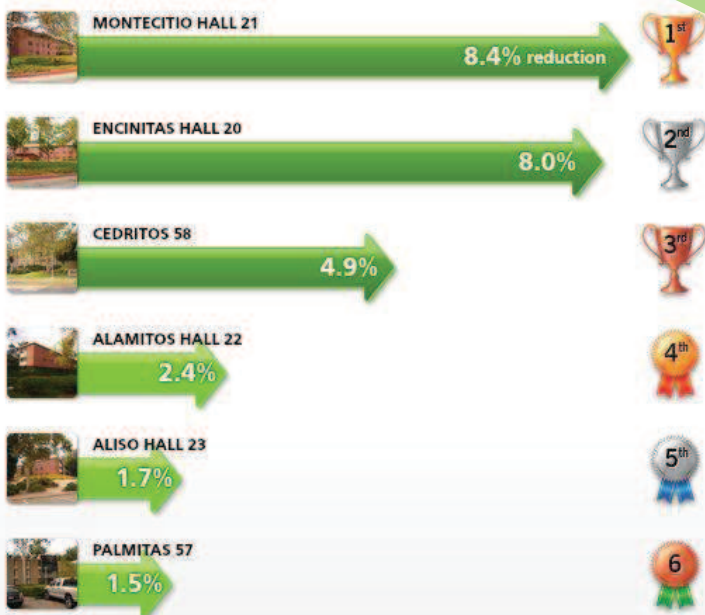 MONTECITIO HALL 21
8.4% reduction
1st
ENCINITAS HALL 20
8.0%
2nd
CEDRITOS 58
4.9%
3rd
ALAMITOS HALL 22
2.4%
4th
ALISO HALL 23
1.7%
5th
PALMITAS 57
1.5%
6